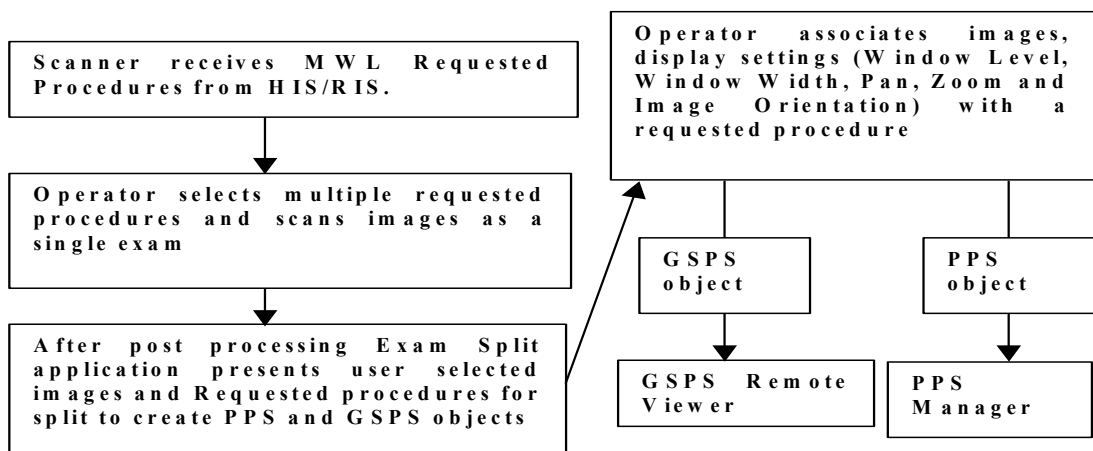 Scanner receives MWL Requested
Procedures from HIS/RIS.
Operator selects multiple requested
procedures and scans images as a
single exam
After post processing Exam Split
application presents user selected
images and Requested procedures for
split to create PPS and GSPS objects
Operator associates images,
display settings (Window Level,
Window Width, Pan, Zoom and
Image Orientation) with a
requested procedure
GSPS
object
PPS
object
GSPS Remote
Viewer
PPS
Manager